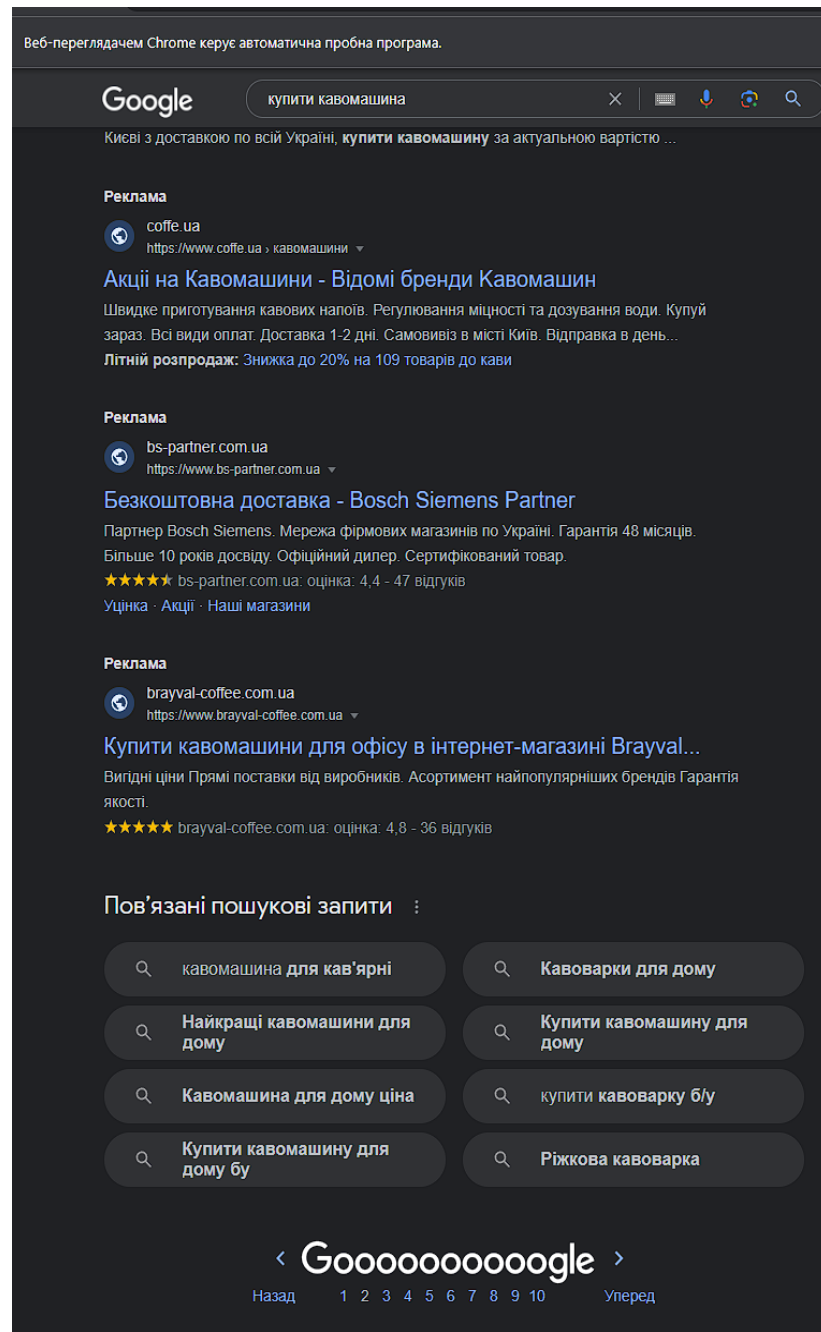 Веб-переглядачем Chrome керує автоматична пробна програма.
Google
купити кавомашина
Києві з доставкою по всій Україні, купити кавомашину за актуальною вартістю ...
Реклама
coffe.ua
https://www.coffe.ua › кавомашини
Акціі на Кавомашини - Відомі бренди Кавомашин
Швидке приготування кавових напоїв. Регулювання міцності та дозування води. Купуй
зараз. Всі види оплат. Доставка 1-2 дні. Самовивіз в місті Київ. Відправка в день...
Літній розпродаж: Знижка до 20% на 109 товарів до кави
Реклама
bs-partner.com.ua
https://www.bs-partner.com.ua
Безкоштовна доставка - Bosch Siemens Partner
Партнер Bosch Siemens. Мережа фірмових магазинів по Україні. Гарантія 48 місяців.
Більше 10 років досвіду. Офіційний дилер. Сертифікований товар.
bs-partner.com.ua: оцінка: 4,4 - 47 відгуків
Уцінка · Акції · Наші магазини
Реклама
brayval-coffee.com.ua
https://www.brayval-coffee.com.ua
Купити кавомашини для офісу в інтернет-магазині Brayval...
Вигідні ціни Прямі поставки від виробників. Асортимент найпопулярніших брендів Гарантія
якості.
brayval-coffee.com.ua: оцінка: 4,8 - 36 відгуків
Пов’язані пошукові запити
кавомашина для кав'ярні
Кавоварки для дому
Найкращі кавомашини для
дому
Купити кавомашину для
дому
Кавомашина для дому ціна
купити кавоварку б/у
Купити кавомашину для
дому бу
Ріжкова кавоварка
Goooooooooogle
Назад 1 2 3 4 5 6 7 8 9 10 Уперед